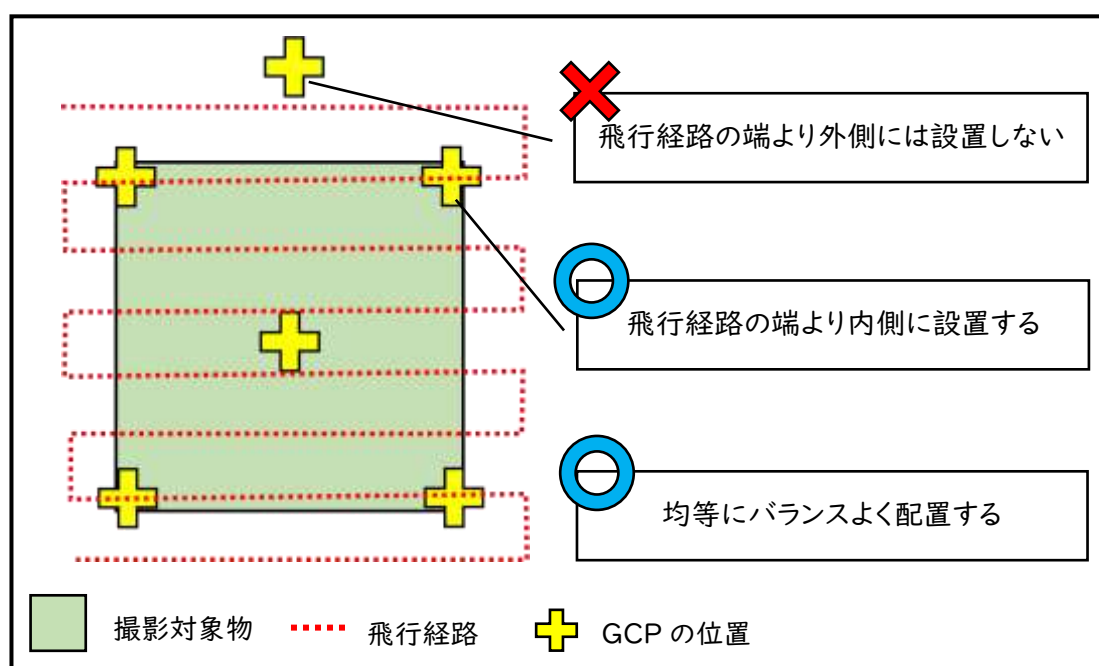 飛行経路の端より外側には設置しない
飛行経路の端より内側に設置する
均等にバランスよく配置する
撮影対象物
飛行経路
GCP の位置